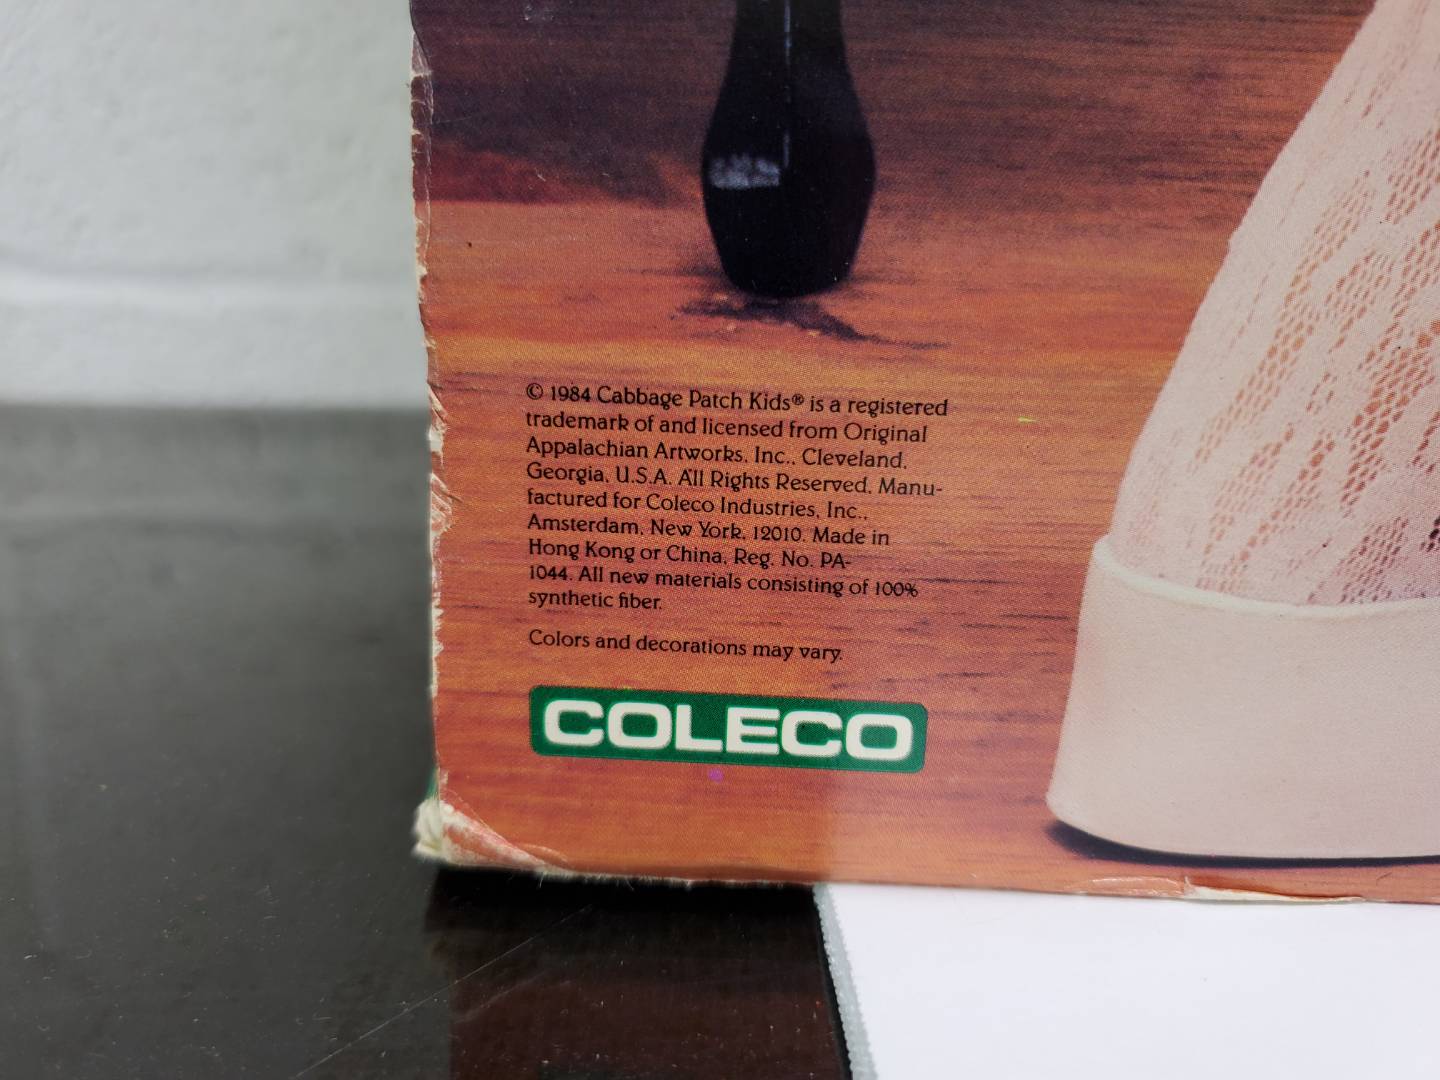 © 1984 Cabbage Patch Kids® is a registered
trademark of and licensed from Original
Appalachian Artworks, Inc., Cleveland,
Georgia, U.S.A. All Rights Reserved. Manu-
factured for Coleco Industries, Inc.,
Amsterdam, New York, 12010. Made in
Hong Kong or China, Reg. No. PA-
1044. All new materials consisting of 100%
synthetic fiber.
Colors and decorations may vary.
COLECO